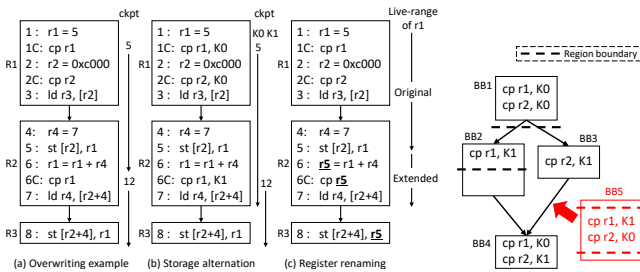 ckpt
1 : r1 = 5
1C: cp r1
2 : r2 = 0xc000
2C: cp r2
3 : ld r3, [r2]
R1
5
4: r4 = 7
5 : st [r2], r1
6 : r1 = r1 + r4
6C: cp r1
7 : ld r4, [r2+4]
R2
12
R3
8 : st [r2+4], r1
(a) Overwriting example
ckpt
K0 K1
1 : r1 = 5
1C: cp r1, K0
2 : r2 = 0xc000
2C: cp r2, K0
3 : ld r3, [r2]
R1
5
4: r4 = 7
5 : st [r2], r1
6 : r1 = r1 + r4
6C: cp r1, K1
7 : ld r4, [r2+4]
R2
12
R3
8 : st [r2+4], r1
(b) Storage alternation
Live-range
of r1
1 : r1 = 5
1C: cp r1
2 : r2 = 0xc000
2C: cp r2
3 : ld r3, [r2]
R1
Original
4: r4 = 7
5 : st [r2], r1
6 : r5 = r1 + r4
6C: cp r5
7 : ld r4, [r2+4]
R2
Extended
R3
8 : st [r2+4], r5
(c) Register renaming
Region boundary
BB1
cp r1, K0
cp r2, K0
BB2
cp r1, K1
BB3
cp r2, K1
BB5
cp r1, K1
cp r2, K0
BB4
cp r1, K0
cp r2, K1